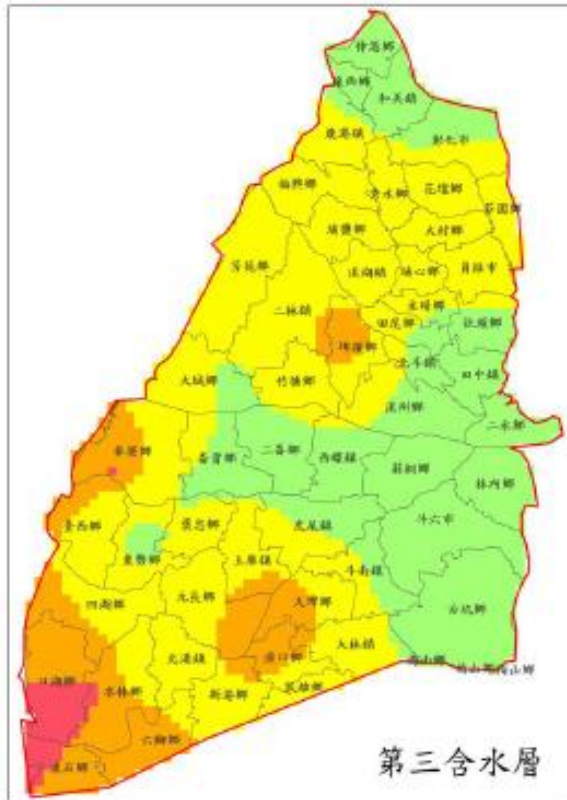 伸港鄉
線西鄉
和美鎮
鹿港鎮
彰化市
福興鄉
秀水鄉
花壇鄉
芬園鄉
埔鹽鄉
大村鄉
芳苑鄉
溪湖鎮
埔心鄉
員林市
二林鎮
永靖鄉
田尾鄉
社頭鄉
埤頭鄉
北斗鎮
田中鎮
大城鄉
竹塘鄉
溪州鄉
二水鄉
麥寮鄉
崙背鄉
二崙鄉
西螺鎮
莿桐鄉
林內鄉
臺西鄉
褒忠鄉
虎尾鎮
斗六市
東勢鄉
土庫鎮
斗南鎮
四湖鄉
元長鄉
大埤鄉
古坑鄉
北港鎮
大林鎮
溪口鄉
梅山鄉
口湖鄉
水林鄉
新港鄉
民雄鄉
六腳鄉
東石鄉
第三含水層